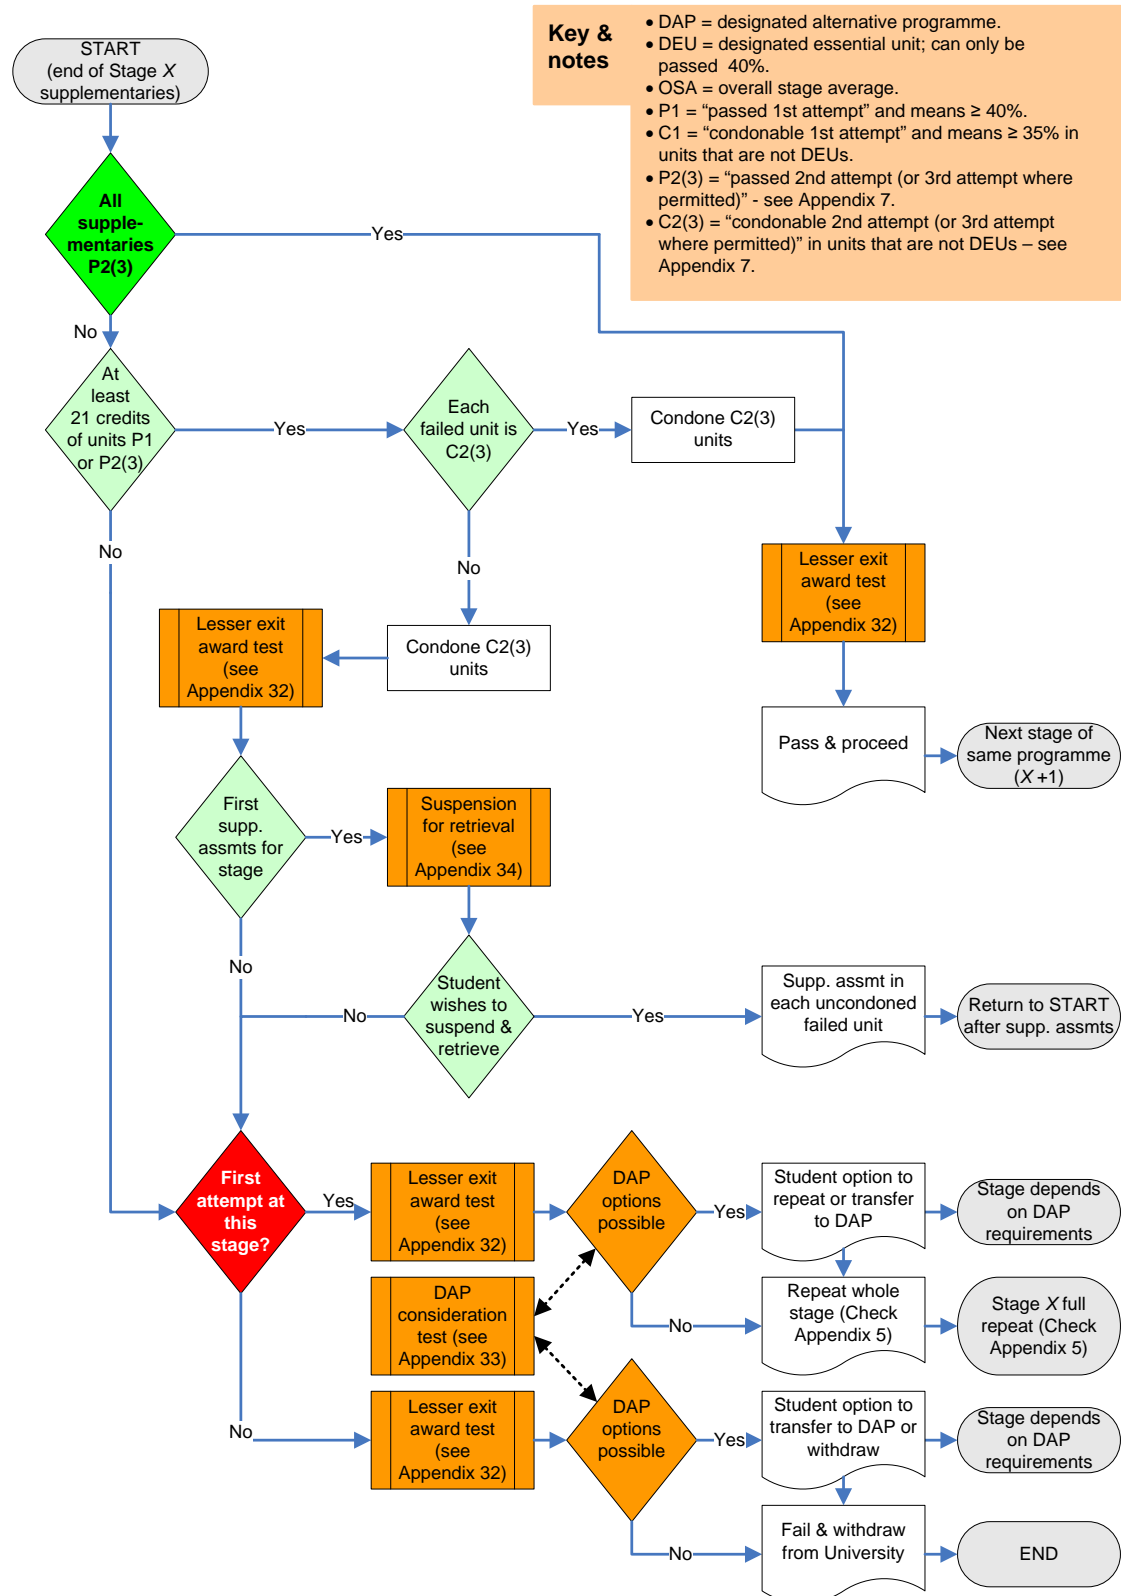 START
(end of Stage X
supplementaries)
Key &
notes
• DAP = designated alternative programme.
• DEU = designated essential unit; can only be
passed  40%.
• OSA = overall stage average.
• P1 = “passed 1st attempt” and means ≥ 40%.
• C1 = “condonable 1st attempt” and means ≥ 35% in
units that are not DEUs.
• P2(3) = “passed 2nd attempt (or 3rd attempt where
permitted)” - see Appendix 7.
• C2(3) = “condonable 2nd attempt (or 3rd attempt
where permitted)” in units that are not DEUs – see
Appendix 7.
All
supple-
mentaries
P2(3)
Yes
No
At
least
21 credits
of units P1
or P2(3)
Yes
Each
failed unit is
C2(3)
Yes
Condone C2(3)
units
No
No
Lesser exit
award test
(see
Appendix 32)
Condone C2(3)
units
Lesser exit
award test
(see
Appendix 32)
Pass & proceed
Next stage of
same programme
(X +1)
First
supp.
assmts for
stage
Yes
Suspension
for retrieval
(see
Appendix 34)
No
Student
wishes to
suspend &
retrieve
No
Yes
Supp. assmt in
each uncondoned
failed unit
Return to START
after supp. assmts
First
attempt at
this
stage?
Yes
Lesser exit
award test
(see
Appendix 32)
DAP
options
possible
Yes
Student option to
repeat or transfer
to DAP
Stage depends
on DAP
requirements
DAP
consideration
test (see
Appendix 33)
No
Repeat whole
stage (Check
Appendix 5)
Stage X full
repeat (Check
Appendix 5)
No
Lesser exit
award test
(see
Appendix 32)
DAP
options
possible
Yes
Student option to
transfer to DAP or
withdraw
Stage depends
on DAP
requirements
No
Fail & withdraw
from University
END